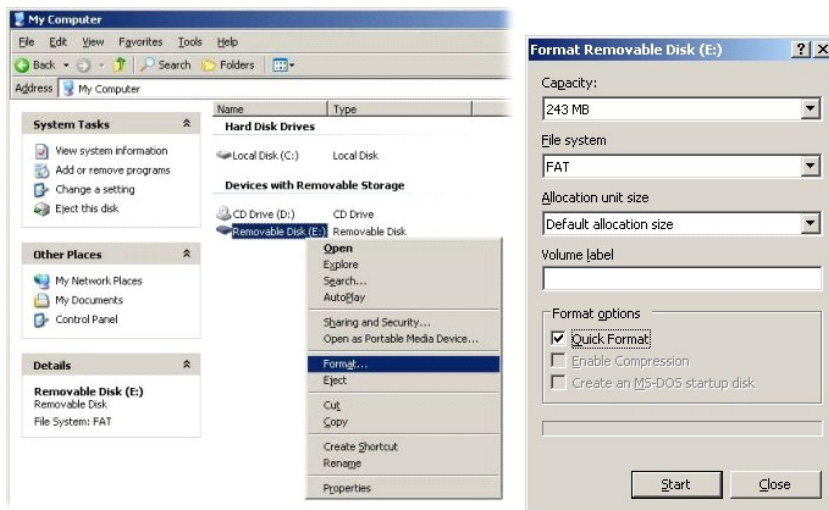 My Computer
File Edit View Favorites Tools Help
Back Search Folders
Address My Computer
System Tasks
View system information
Add or remove programs
Change a setting
Eject this disk
Other Places
My Network Places
My Documents
Control Panel
Details
Removable Disk (E:)
Removable Disk
File System: FAT
Name Type
Hard Disk Drives
Local Disk (C:) Local Disk
Devices with Removable Storage
CD Drive (D:) CD Drive
Removable Disk (E:) Removable Disk
Open
Explore
Search...
AutoPlay
Sharing and Security...
Open as Portable Media Device...
Format...
Eject
Cut
Copy
Create Shortcut
Rename
Properties
Format Removable Disk (E:)
Capacity:
243 MB
File system
FAT
Allocation unit size
Default allocation size
Volume label
Format options
Quick Format
Enable Compression
Create an MS-DOS startup disk
Start Close